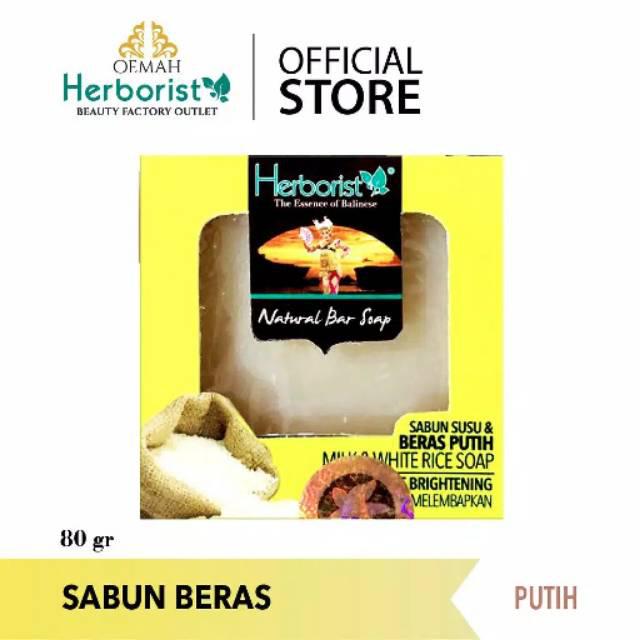 OEMAH
Herborist
BEAUTY FACTORY OUTLET
OFFICIAL
STORE
Herborist®
The Essence of Balinese
Natural Bar Soap
SABUN SUSU &
BERAS PUTIH
MILK & WHITE RICE SOAP
BRIGHTENING
MELEMBAPKAN
80 gr
SABUN BERAS
PUTIH